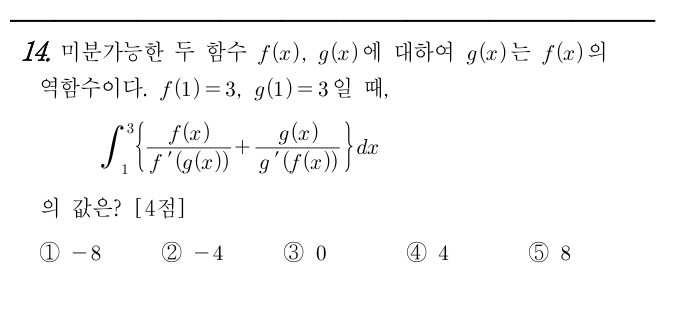 14. 미분가능한 두 함수 f(x), g(x)에 대하여 g(x)는 f(x)의
역함수이다. f(1)=3, g(1)=3일 때,
∫₁³{f(x)/f′(g(x)) + g(x)/g′(f(x))}dx
의 값은? [4점]
① −8 ② −4 ③ 0 ④ 4 ⑤ 8